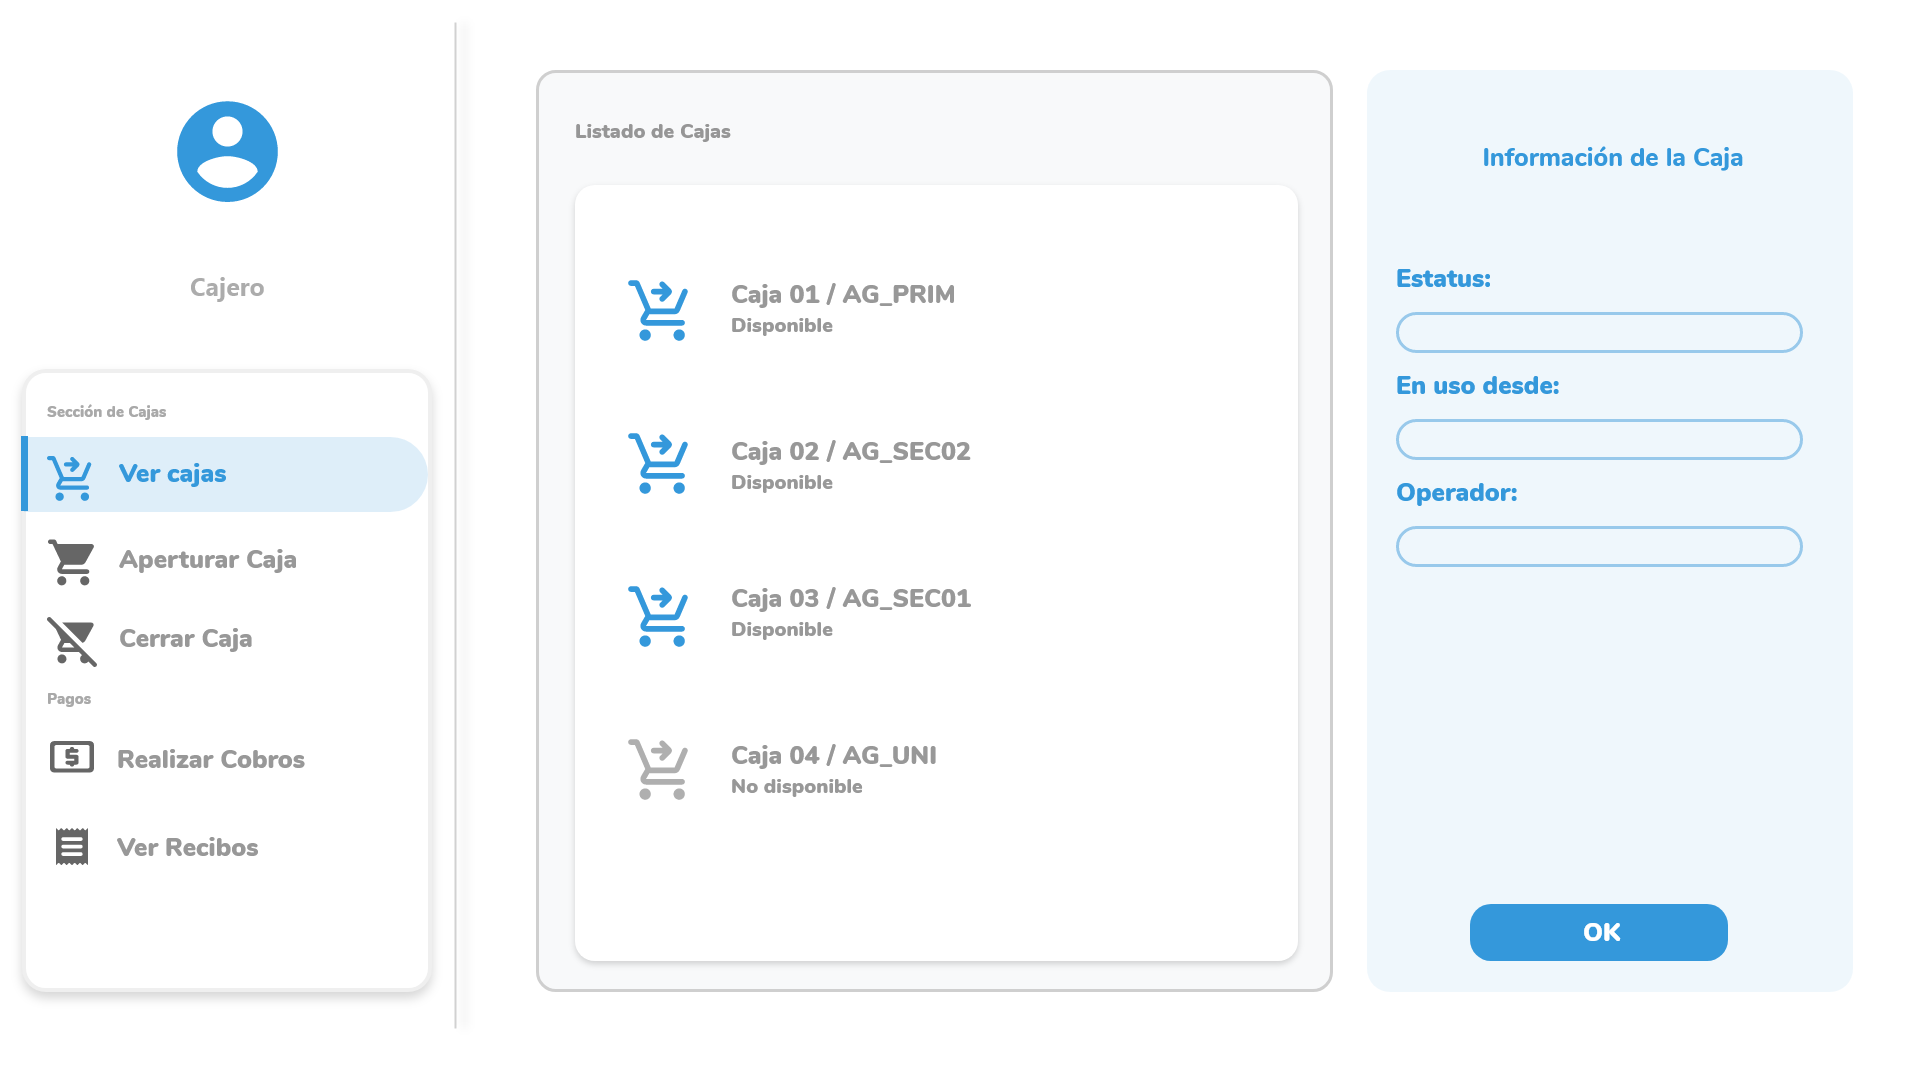 Cajero
Sección de Cajas
Ver cajas
Aperturar Caja
Cerrar Caja
Pagos
Realizar Cobros
Ver Recibos
Listado de Cajas
Caja 01 / AG_PRIM
Disponible
Caja 02 / AG_SEC02
Disponible
Caja 03 / AG_SEC01
Disponible
Caja 04 / AG_UNI
No disponible
Información de la Caja
Estatus:
En uso desde:
Operador:
OK